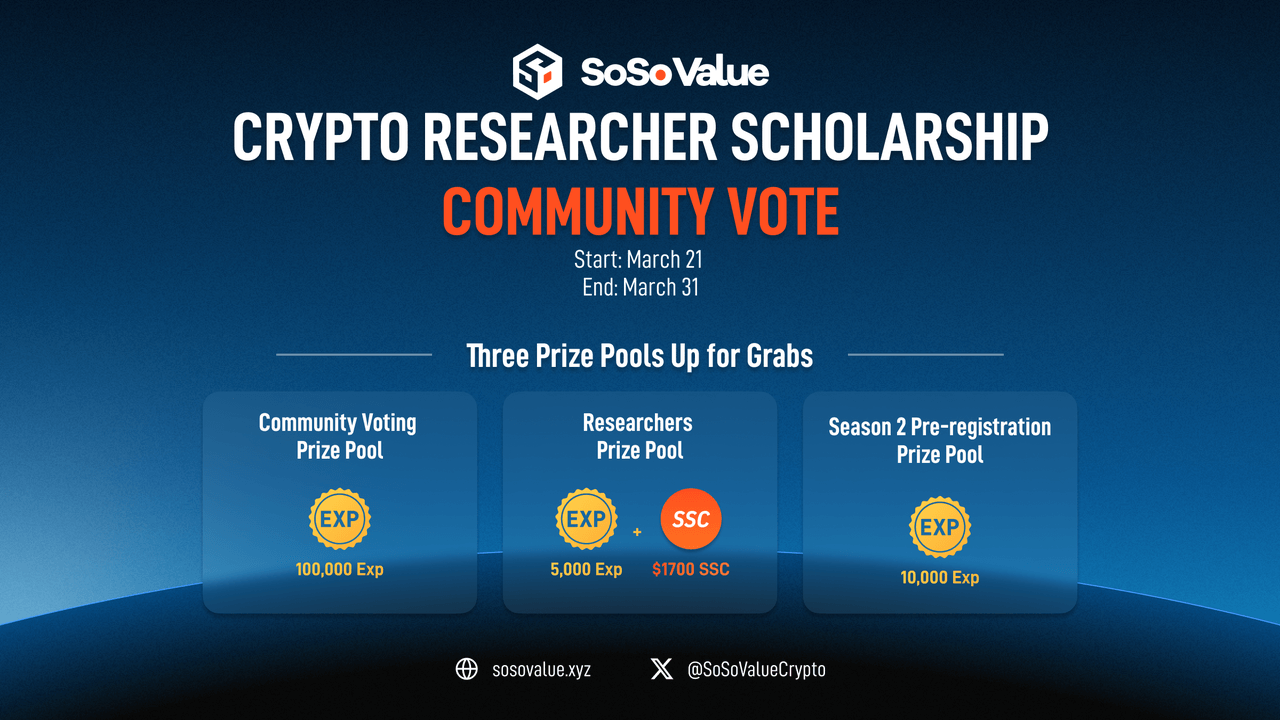 SoSoValue
CRYPTO RESEARCHER SCHOLARSHIP
COMMUNITY VOTE
Start: March 21
End: March 31
Three Prize Pools Up for Grabs
Community Voting
Prize Pool
EXP
100,000 Exp
Researchers
Prize Pool
EXP + SSC
5,000 Exp $1700 SSC
Season 2 Pre-registration
Prize Pool
EXP
10,000 Exp
sosovalue.xyz
@SoSoValueCrypto